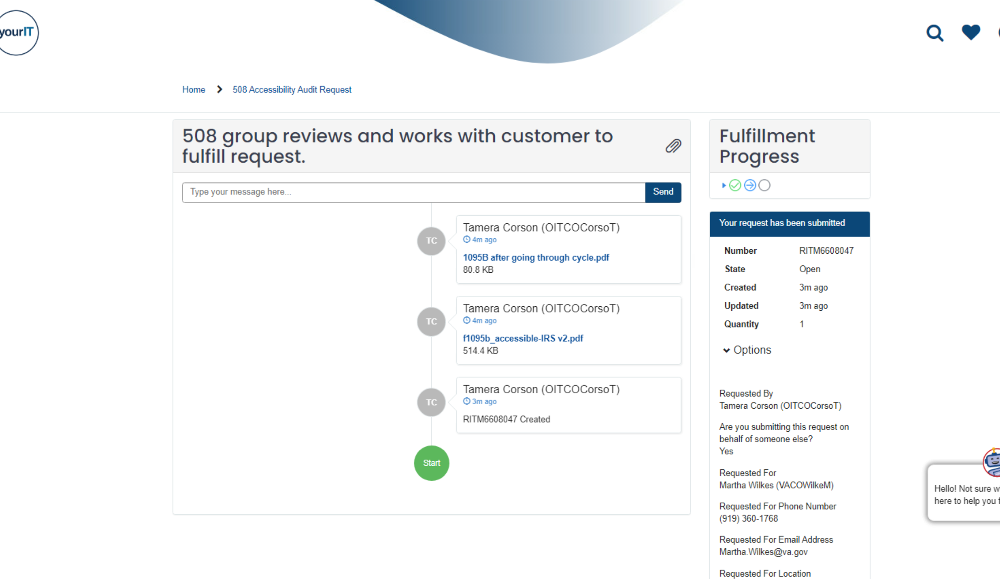 yourIT
Home
508 Accessibility Audit Request
508 group reviews and works with customer to
fulfill request.
Type your message here...
Send
TC
Tamera Corson (OITCOCorsoT)
4m ago
1095B after going through cycle.pdf
80.8 KB
TC
Tamera Corson (OITCOCorsoT)
4m ago
f1095b_accessible-IRS v2.pdf
514.4 KB
TC
Tamera Corson (OITCOCorsoT)
3m ago
RITM6608047 Created
Start
Fulfillment
Progress
Your request has been submitted
Number RITM6608047
State Open
Created 3m ago
Updated 3m ago
Quantity 1
Options
Requested By
Tamera Corson (OITCOCorsoT)
Are you submitting this request on
behalf of someone else?
Yes
Requested For
Martha Wilkes (VACOWilkeM)
Requested For Phone Number
(919) 360-1768
Requested For Email Address
Martha.Wilkes@va.gov
Requested For Location
Hello! Not sure
here to help you